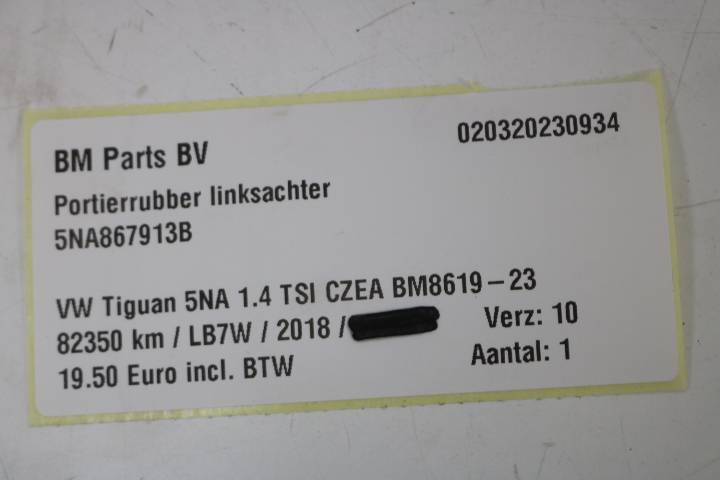 BM Parts BV
020320230934
Portierrubber linksachter
5NA867913B
VW Tiguan 5NA 1.4 TSI CZEA BM8619-23
82350 km / LB7W / 2018 /
Verz: 10
19.50 Euro incl. BTW
Aantal: 1